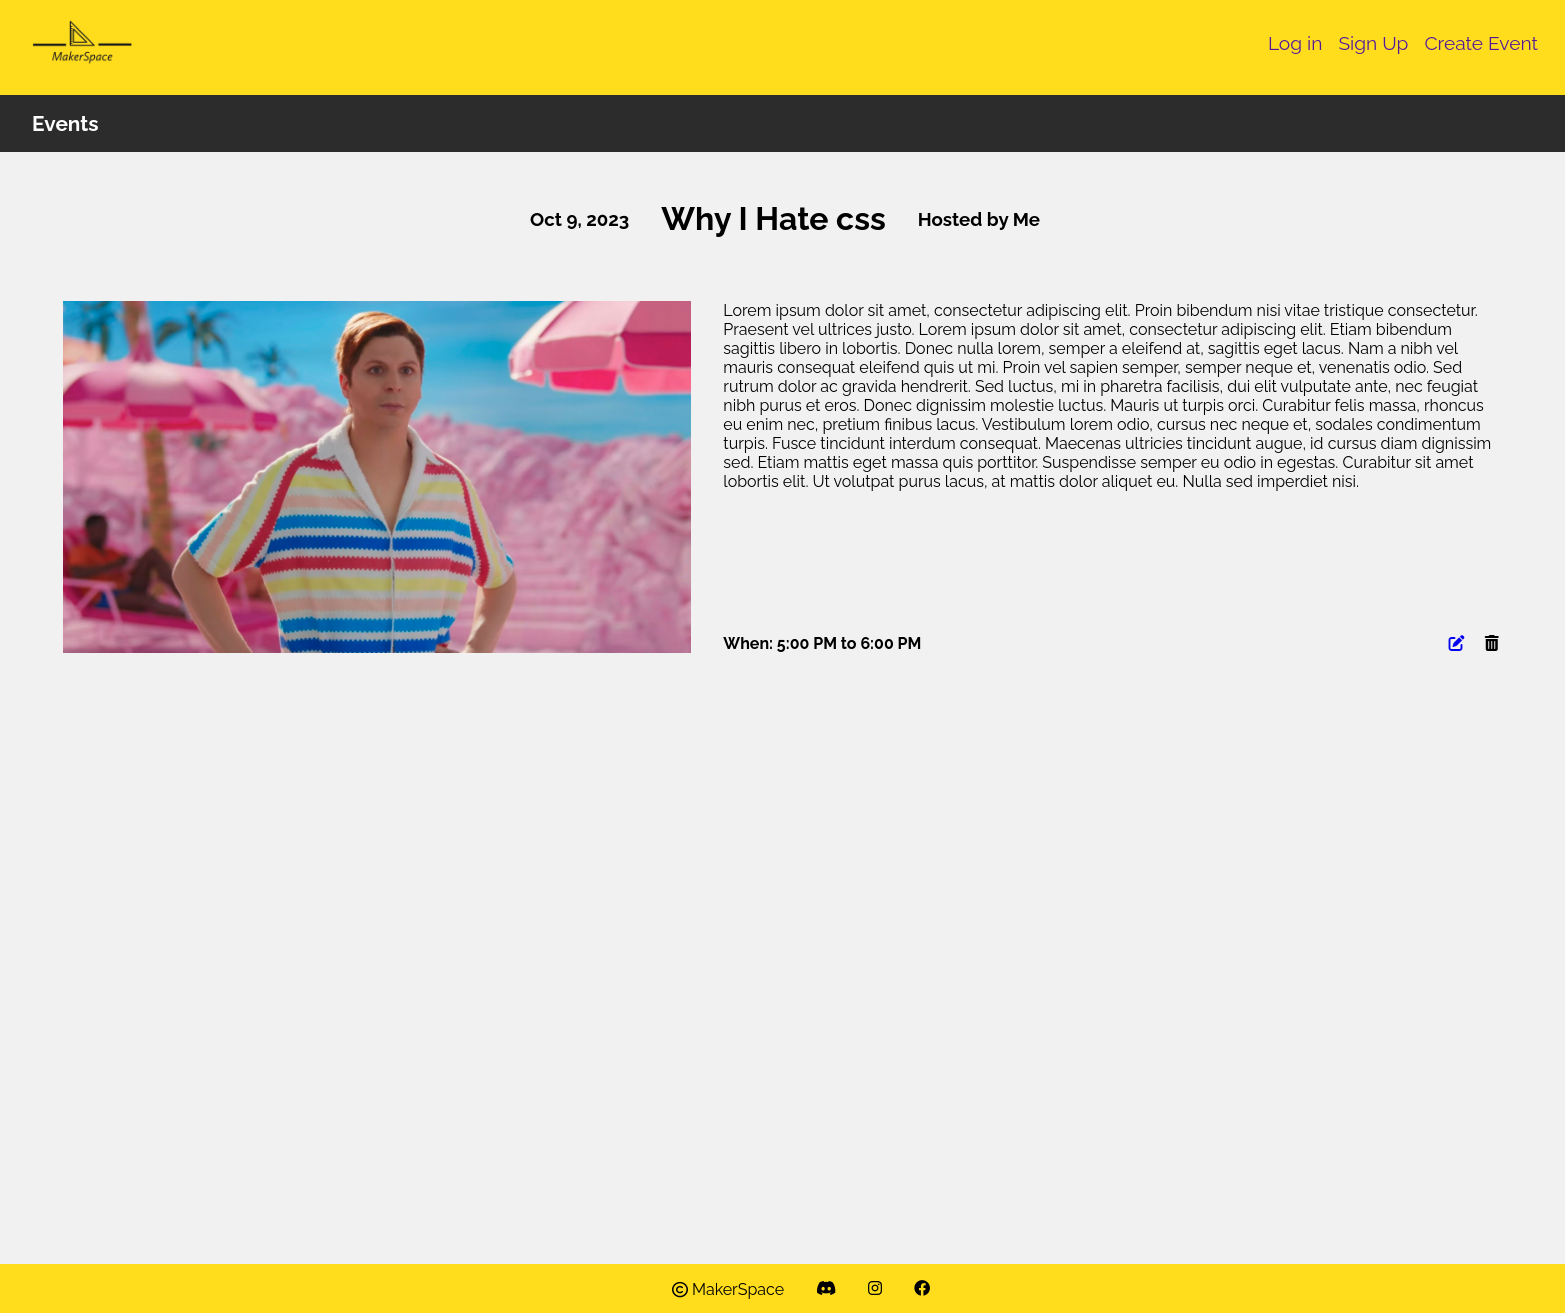 MakerSpace
Log in Sign Up Create Event
Events
Oct 9, 2023 Why I Hate css Hosted by Me
Lorem ipsum dolor sit amet, consectetur adipiscing elit. Proin bibendum nisi vitae tristique consectetur.
Praesent vel ultrices justo. Lorem ipsum dolor sit amet, consectetur adipiscing elit. Etiam bibendum
sagittis libero in lobortis. Donec nulla lorem, semper a eleifend at, sagittis eget lacus. Nam a nibh vel
mauris consequat eleifend quis ut mi. Proin vel sapien semper, semper neque et, venenatis odio. Sed
rutrum dolor ac gravida hendrerit. Sed luctus, mi in pharetra facilisis, dui elit vulputate ante, nec feugiat
nibh purus et eros. Donec dignissim molestie luctus. Mauris ut turpis orci. Curabitur felis massa, rhoncus
eu enim nec, pretium finibus lacus. Vestibulum lorem odio, cursus nec neque et, sodales condimentum
turpis. Fusce tincidunt interdum consequat. Maecenas ultricies tincidunt augue, id cursus diam dignissim
sed. Etiam mattis eget massa quis porttitor. Suspendisse semper eu odio in egestas. Curabitur sit amet
lobortis elit. Ut volutpat purus lacus, at mattis dolor aliquet eu. Nulla sed imperdiet nisi.
When: 5:00 PM to 6:00 PM
© MakerSpace